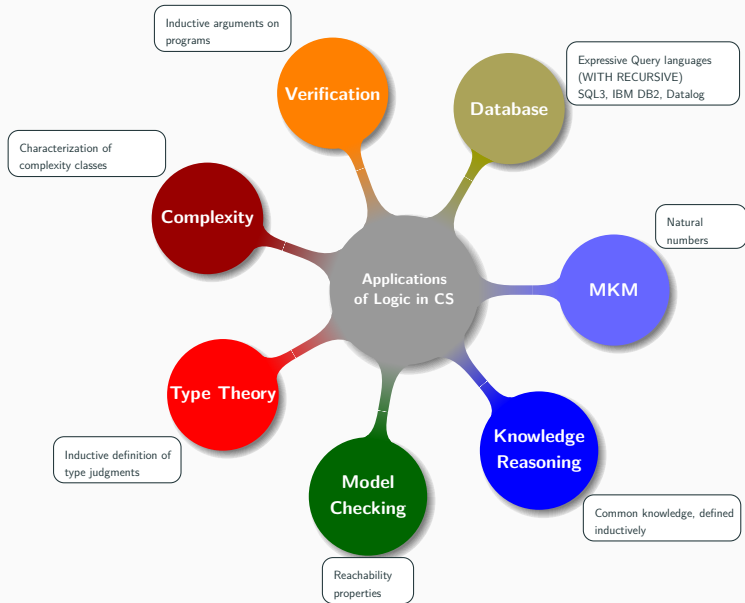 Inductive arguments on
programs
Verification
Expressive Query languages
(WITH RECURSIVE)
SQL3, IBM DB2, Datalog
Database
Characterization of
complexity classes
Complexity
Natural
numbers
MKM
Applications
of Logic in CS
Type Theory
Inductive definition of
type judgments
Knowledge
Reasoning
Common knowledge, defined
inductively
Model
Checking
Reachability
properties